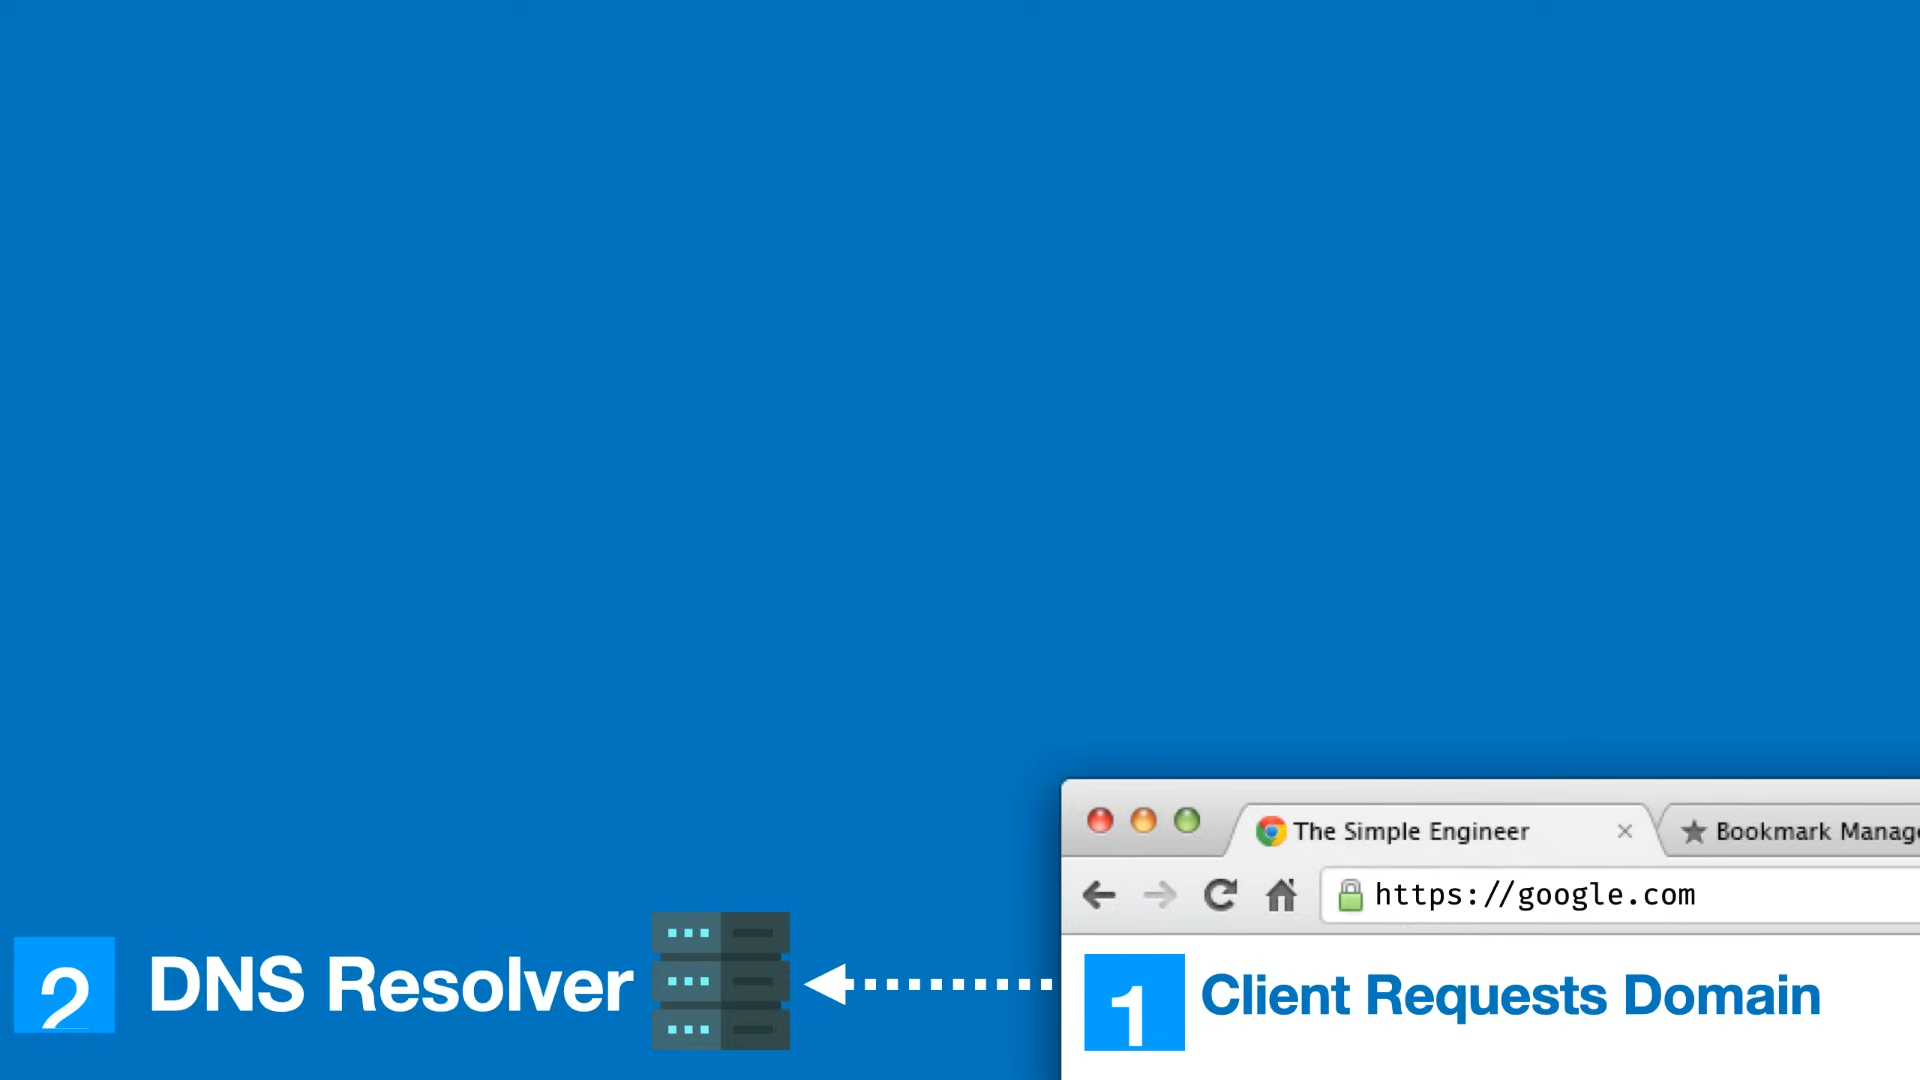 The Simple Engineer
Bookmark Manag
https://google.com
2 DNS Resolver
1 Client Requests Domain